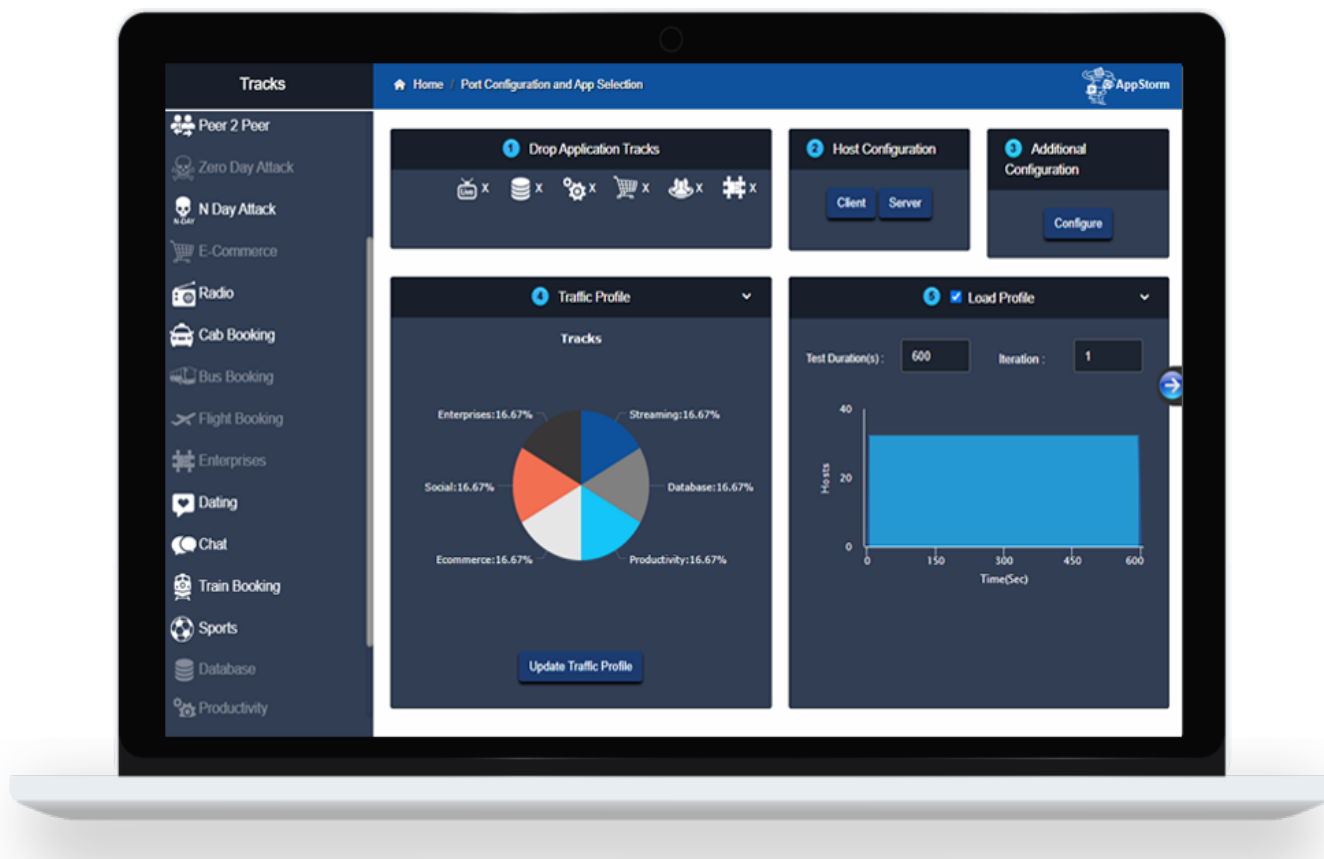 Tracks
Home / Port Configuration and App Selection
AppStorm
Peer 2 Peer
Zero Day Attack
N-DAY
N Day Attack
E-Commerce
Radio
Cab Booking
Bus Booking
Flight Booking
Enterprises
Dating
Chat
Train Booking
Sports
Database
Productivity
1 Drop Application Tracks
Live X X X X X X
2 Host Configuration
Client Server
3 Additional
Configuration
Configure
4 Traffic Profile
Tracks
Enterprises:16.67%
Streaming:16.67%
Social:16.67%
Database:16.67%
Ecommerce:16.67%
Productivity:16.67%
Update Traffic Profile
5 Load Profile
Test Duration(s) : 600 Iteration : 1
40
20
0
Hosts
0 150 300 450 600
Time(Sec)